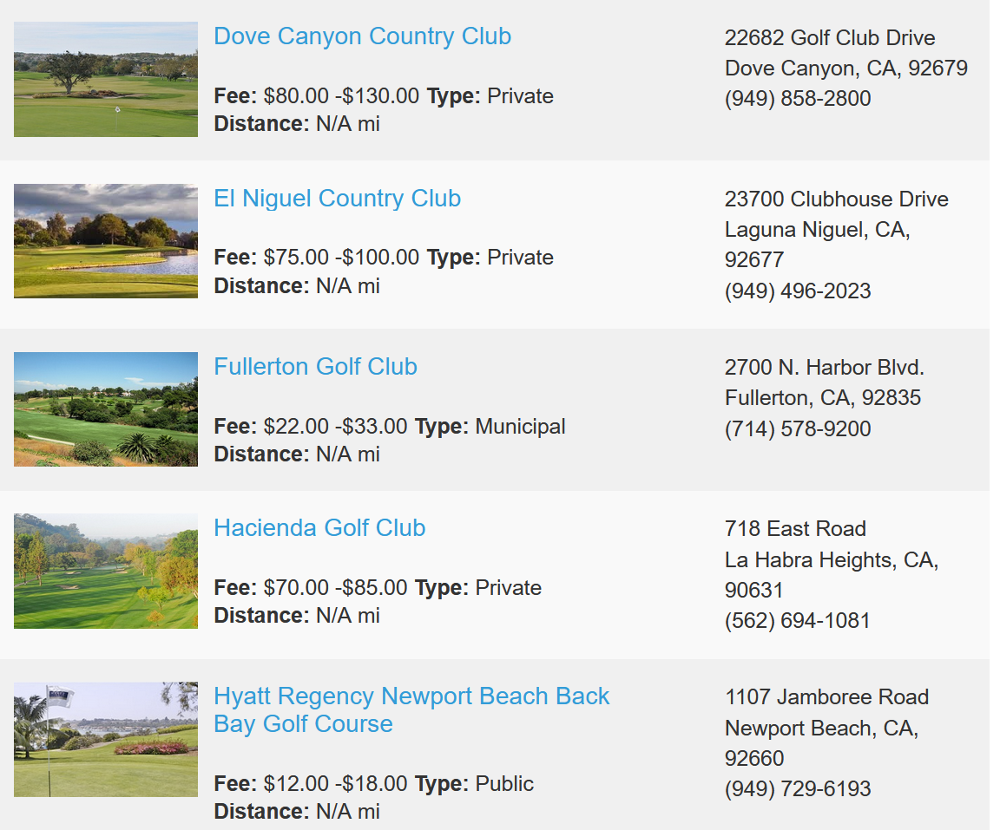 Dove Canyon Country Club
Fee: $80.00 -$130.00 Type: Private
Distance: N/A mi
22682 Golf Club Drive
Dove Canyon, CA, 92679
(949) 858-2800
El Niguel Country Club
Fee: $75.00 -$100.00 Type: Private
Distance: N/A mi
23700 Clubhouse Drive
Laguna Niguel, CA,
92677
(949) 496-2023
Fullerton Golf Club
Fee: $22.00 -$33.00 Type: Municipal
Distance: N/A mi
2700 N. Harbor Blvd.
Fullerton, CA, 92835
(714) 578-9200
Hacienda Golf Club
Fee: $70.00 -$85.00 Type: Private
Distance: N/A mi
718 East Road
La Habra Heights, CA,
90631
(562) 694-1081
Hyatt Regency Newport Beach Back
Bay Golf Course
Fee: $12.00 -$18.00 Type: Public
Distance: N/A mi
1107 Jamboree Road
Newport Beach, CA,
92660
(949) 729-6193